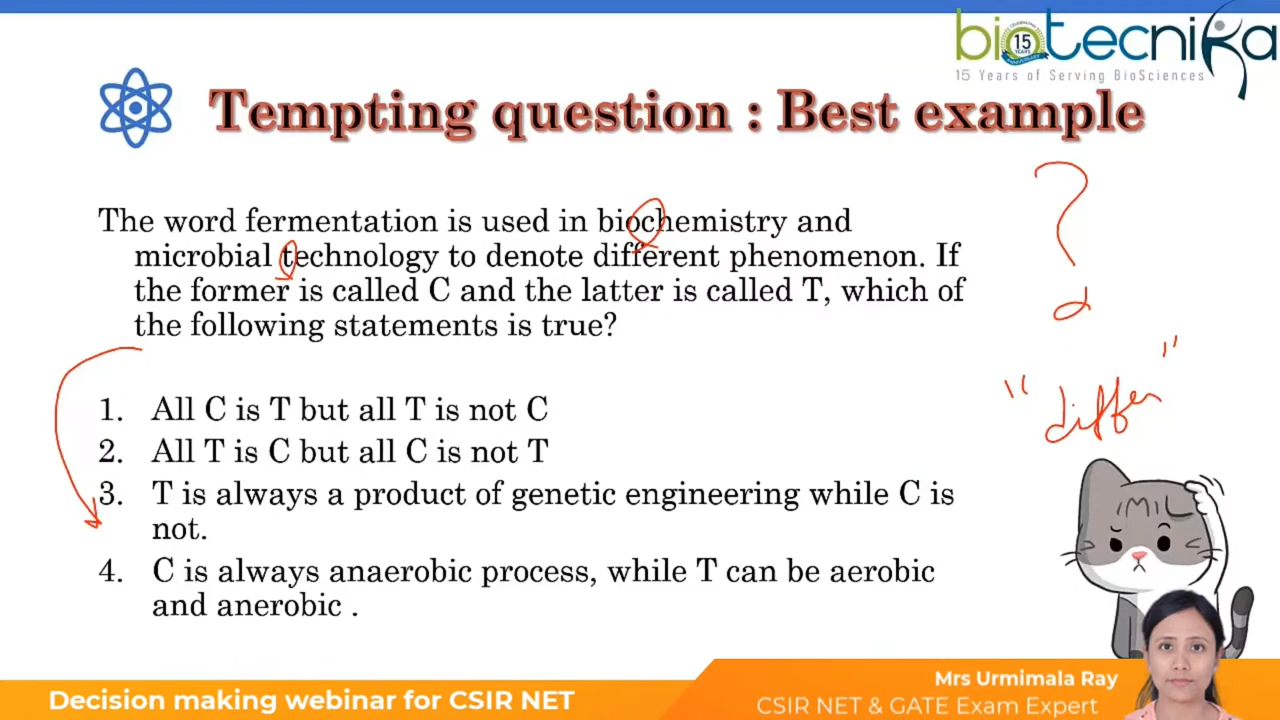 biotecnika
CELEBRATING
15
YEARS
ANNIVERSARY
15 Years of Serving BioSciences
Tempting question : Best example
The word fermentation is used in biochemistry and
microbial technology to denote different phenomenon. If
the former is called C and the latter is called T, which of
the following statements is true?
1. All C is T but all T is not C
2. All T is C but all C is not T
3. T is always a product of genetic engineering while C is
not.
4. C is always anaerobic process, while T can be aerobic
and anerobic .
?
"differ"
Mrs Urmimala Ray
Decision making webinar for CSIR NET
CSIR NET & GATE Exam Expert